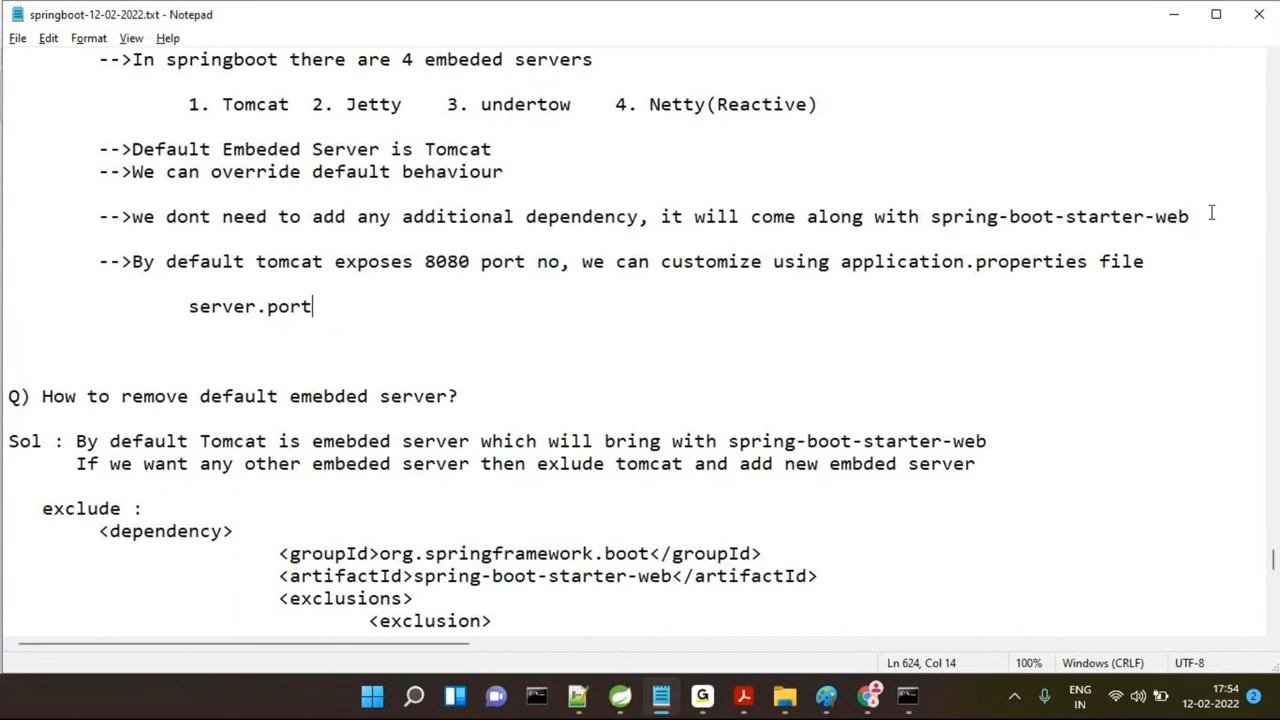 springboot-12-02-2022.txt - Notepad
File Edit Format View Help
-->In springboot there are 4 embeded servers
1. Tomcat 2. Jetty 3. undertow 4. Netty(Reactive)
-->Default Embeded Server is Tomcat
-->We can override default behaviour
-->we dont need to add any additional dependency, it will come along with spring-boot-starter-web
-->By default tomcat exposes 8080 port no, we can customize using application.properties file
server.port
Q) How to remove default emebded server?
Sol : By default Tomcat is emebded server which will bring with spring-boot-starter-web
If we want any other embeded server then exlude tomcat and add new embded server
exclude :
<dependency>
<groupId>org.springframework.boot</groupId>
<artifactId>spring-boot-starter-web</artifactId>
<exclusions>
<exclusion>
Ln 624, Col 14 100% Windows (CRLF) UTF-8
ENG 17:54
IN 12-02-2022 2